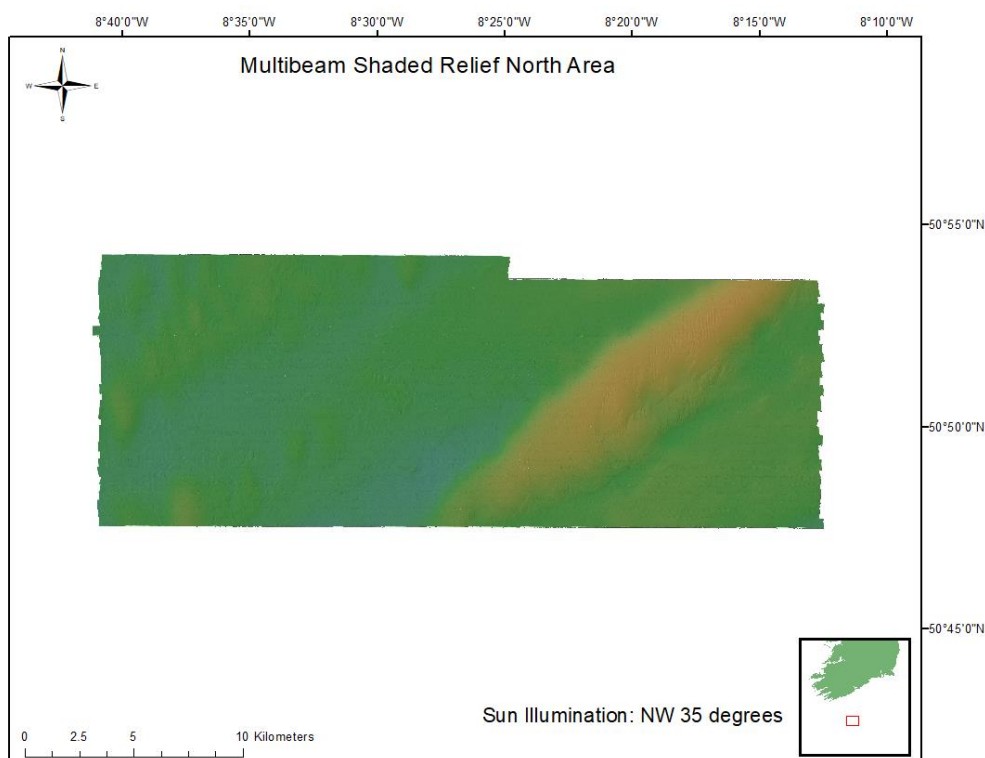 8°40'0"W 8°35'0"W 8°30'0"W 8°25'0"W 8°20'0"W 8°15'0"W 8°10'0"W
Multibeam Shaded Relief North Area
N
W E
S
50°55'0"N
50°50'0"N
50°45'0"N
Sun Illumination: NW 35 degrees
0 2.5 5 10 Kilometers